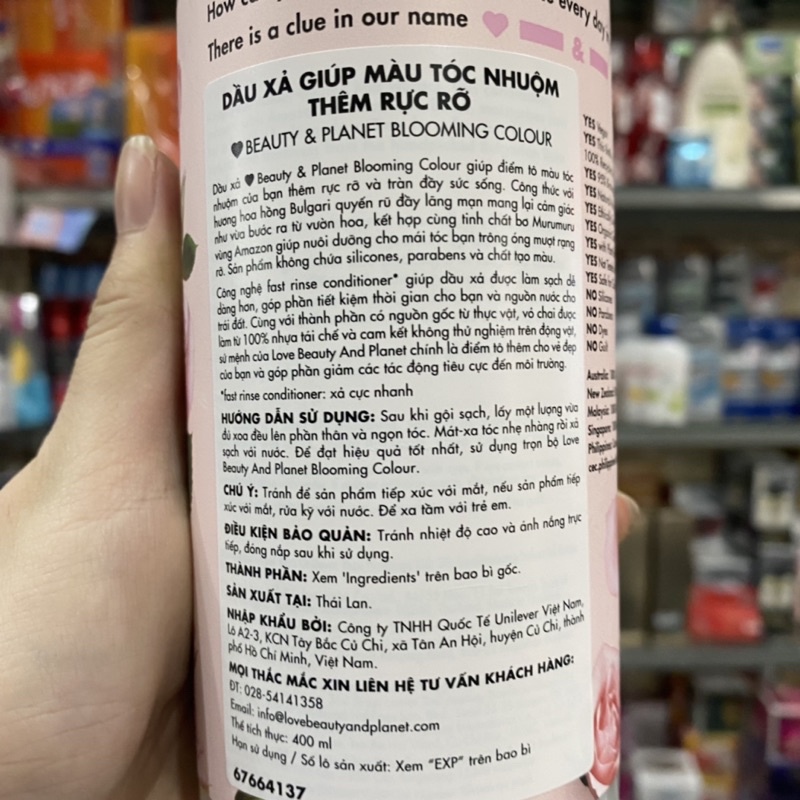 How
every day
There is a clue in our name
&
DẦU XẢ GIÚP MÀU TÓC NHUỘM
THÊM RỰC RỠ
BEAUTY & PLANET BLOOMING COLOUR
Dầu xả ♥ Beauty & Planet Blooming Colour giúp điểm tô màu tóc
nhuộm của bạn thêm rực rỡ và tràn đầy sức sống. Công thức với
hương hoa hồng Bulgari quyến rũ đầy lãng mạn mang lại cảm giác
như vừa bước ra từ vườn hoa, kết hợp cùng tinh chất bơ Murumuru
vùng Amazon giúp nuôi dưỡng cho mái tóc bạn trông óng mượt rạng
rỡ. Sản phẩm không chứa silicones, parabens và chất tạo màu.
Công nghệ fast rinse conditioner* giúp dầu xả được làm sạch dễ
dàng hơn, góp phần tiết kiệm thời gian cho bạn và nguồn nước cho
trái đất. Cùng với thành phần có nguồn gốc từ thực vật, vỏ chai được
làm từ 100% nhựa tái chế và cam kết không thử nghiệm trên động vật,
sứ mệnh của Love Beauty And Planet chính là điểm tô thêm cho vẻ đẹp
của bạn và góp phần giảm các tác động tiêu cực đến môi trường.
*fast rinse conditioner: xả cực nhanh
HƯỚNG DẪN SỬ DỤNG: Sau khi gội sạch, lấy một lượng vừa
đủ xoa đều lên phần thân và ngọn tóc. Mát-xa tóc nhẹ nhàng rồi xả
sạch với nước. Để đạt hiệu quả tốt nhất, sử dụng trọn bộ Love
Beauty And Planet Blooming Colour.
CHÚ Ý: Tránh để sản phẩm tiếp xúc với mắt, nếu sản phẩm tiếp
xúc với mắt, rửa kỹ với nước. Để xa tầm với trẻ em.
ĐIỀU KIỆN BẢO QUẢN: Tránh nhiệt độ cao và ánh nắng trực
tiếp, đóng nắp sau khi sử dụng.
THÀNH PHẦN: Xem 'Ingredients' trên bao bì gốc.
SẢN XUẤT TẠI: Thái Lan.
NHẬP KHẨU BỞI: Công ty TNHH Quốc Tế Unilever Việt Nam,
Lô A2-3, KCN Tây Bắc Củ Chi, xã Tân An Hội, huyện Củ Chi, thành
phố Hồ Chí Minh, Việt Nam.
MỌI THẮC MẮC XIN LIÊN HỆ TƯ VẤN KHÁCH HÀNG:
ĐT: 028-54141358
Email: info@lovebeautyandplanet.com
Thể tích thực: 400 ml
Hạn sử dụng / Số lô sản xuất: Xem "EXP" trên bao bì
67664137
YES
YES
100%
YES
YES
YES
YES
YES
YES
YES
NO
NO
NO
NO
Australia
New Zealand
Malaysia
Singapore
Philippines